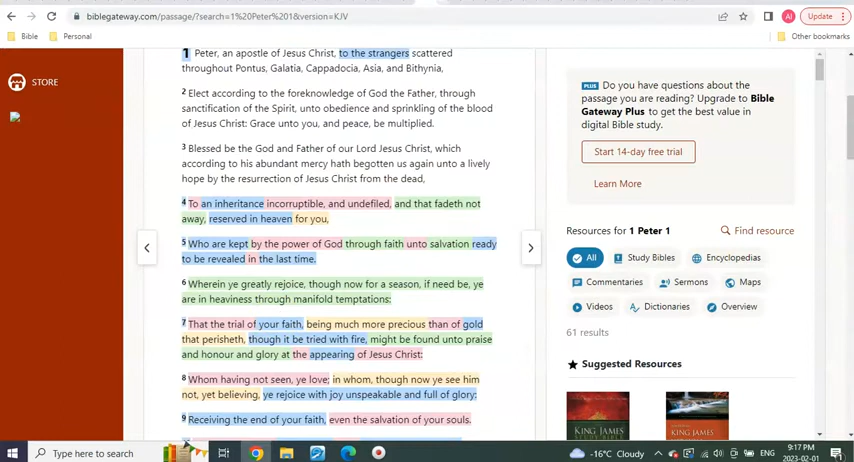 biblegateway.com/passage/?search=1%20Peter%201&version=KJV
AI
Update
Bible
Personal
Other bookmarks
STORE
1 Peter, an apostle of Jesus Christ, to the strangers scattered
throughout Pontus, Galatia, Cappadocia, Asia, and Bithynia,
2 Elect according to the foreknowledge of God the Father, through
sanctification of the Spirit, unto obedience and sprinkling of the blood
of Jesus Christ: Grace unto you, and peace, be multiplied.
3 Blessed be the God and Father of our Lord Jesus Christ, which
according to his abundant mercy hath begotten us again unto a lively
hope by the resurrection of Jesus Christ from the dead,
4 To an inheritance incorruptible, and undefiled, and that fadeth not
away, reserved in heaven for you,
5 Who are kept by the power of God through faith unto salvation ready
to be revealed in the last time.
6 Wherein ye greatly rejoice, though now for a season, if need be, ye
are in heaviness through manifold temptations:
7 That the trial of your faith, being much more precious than of gold
that perisheth, though it be tried with fire, might be found unto praise
and honour and glory at the appearing of Jesus Christ:
8 Whom having not seen, ye love; in whom, though now ye see him
not, yet believing, ye rejoice with joy unspeakable and full of glory:
9 Receiving the end of your faith, even the salvation of your souls.
PLUS Do you have questions about the
passage you are reading? Upgrade to Bible
Gateway Plus to get the best value in
digital Bible study.
Start 14-day free trial
Learn More
Resources for 1 Peter 1
Find resource
All
Study Bibles
Encyclopedias
Commentaries
Sermons
Maps
Videos
Dictionaries
Overview
61 results
Suggested Resources
KING JAMES
KING JAMES
Type here to search
-16°C Cloudy
ENG
9:17 PM
2023-02-01